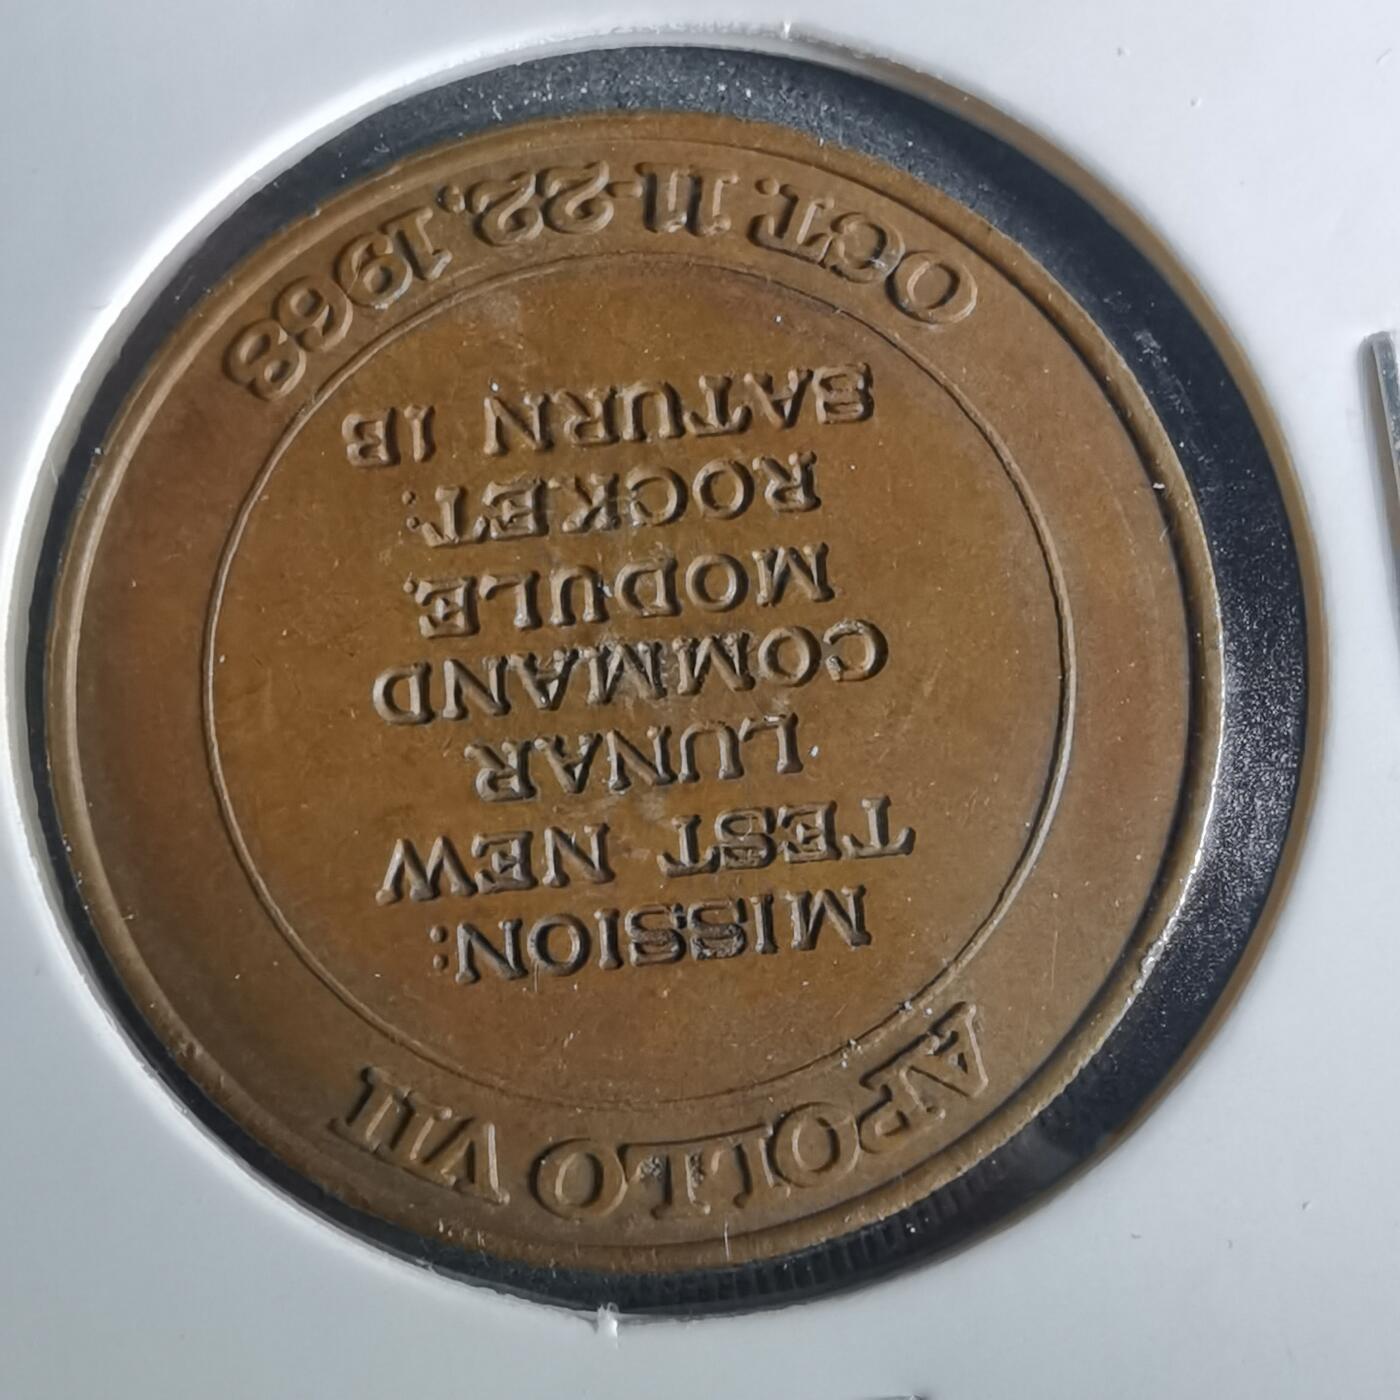 APOLLO VII
MISSION:
TEST NEW
LUNAR
COMMAND
MODULE.
ROCKET:
SATURN 1B
OCT. 11-22, 1968